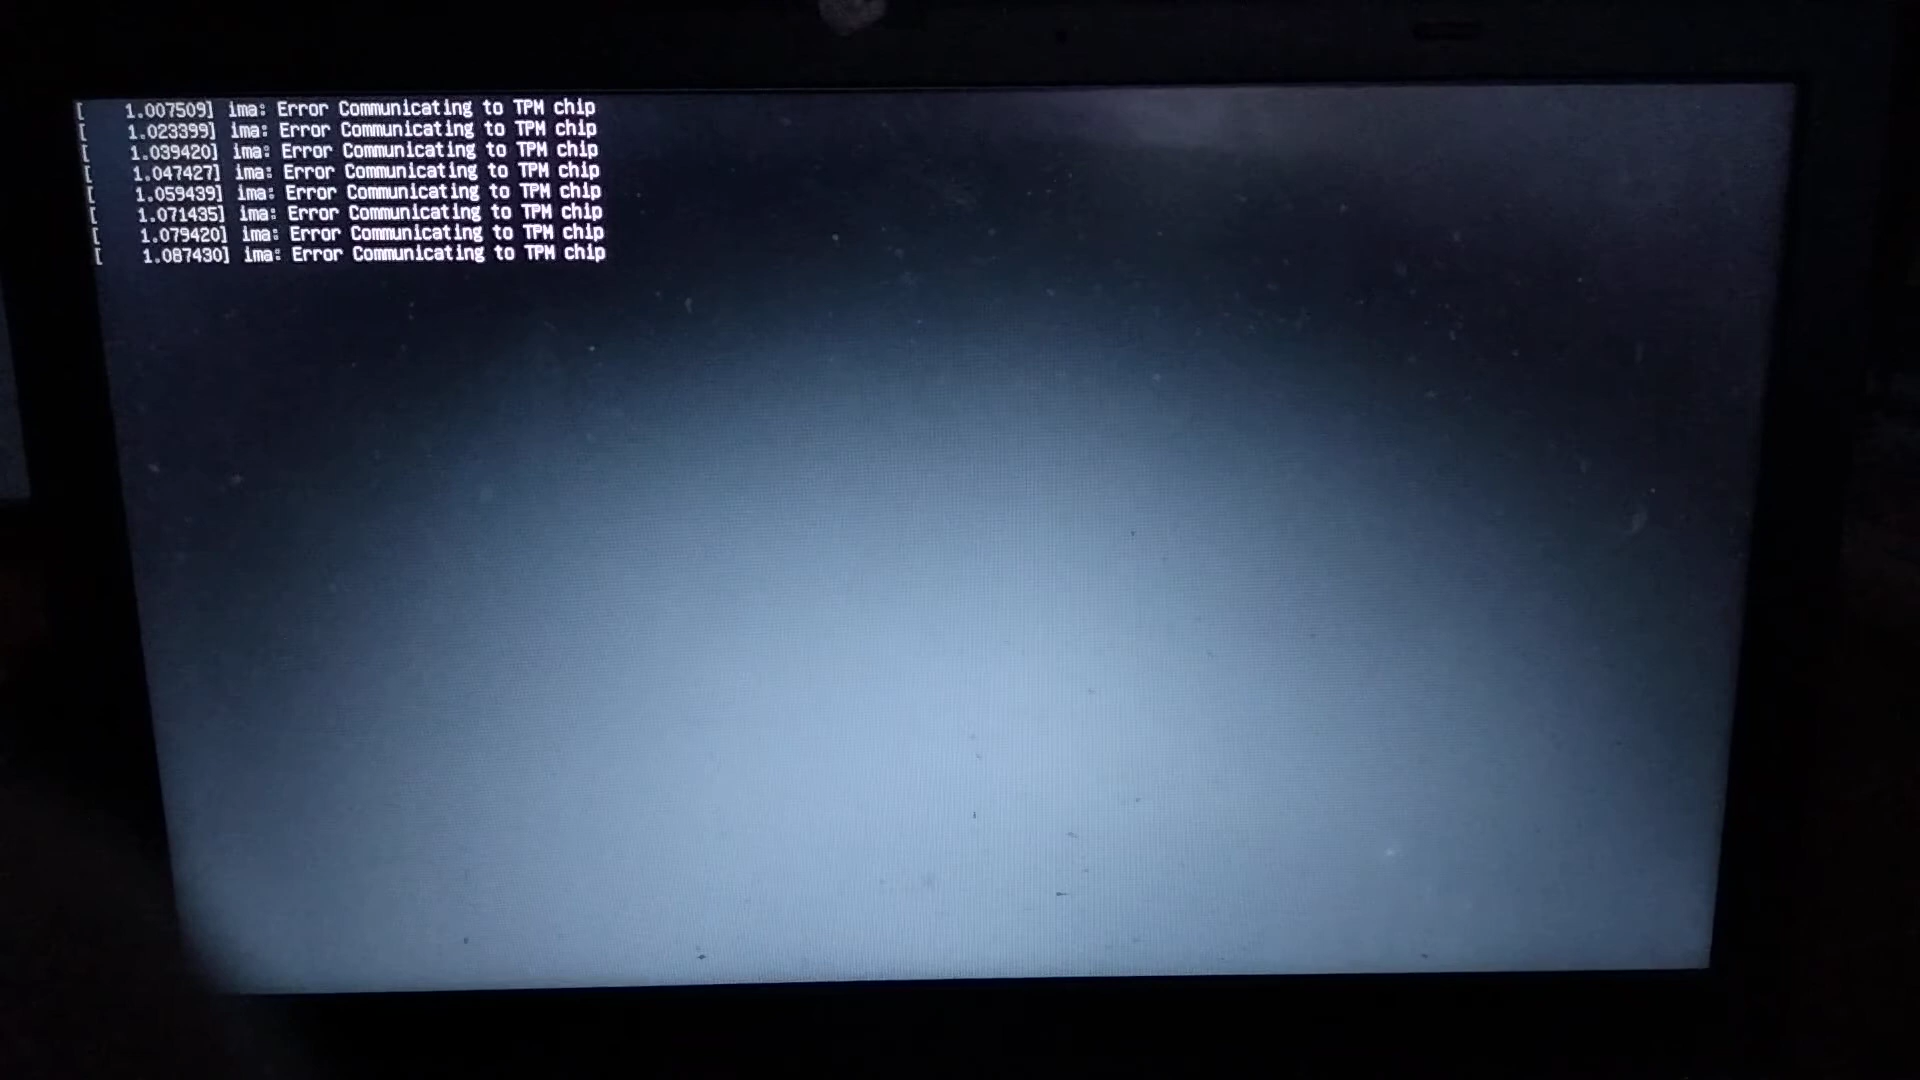 [    1.007509] ima: Error Communicating to TPM chip
[    1.023399] ima: Error Communicating to TPM chip
[    1.039420] ima: Error Communicating to TPM chip
[    1.047427] ima: Error Communicating to TPM chip
[    1.059439] ima: Error Communicating to TPM chip
[    1.071435] ima: Error Communicating to TPM chip
[    1.079420] ima: Error Communicating to TPM chip
[    1.087430] ima: Error Communicating to TPM chip